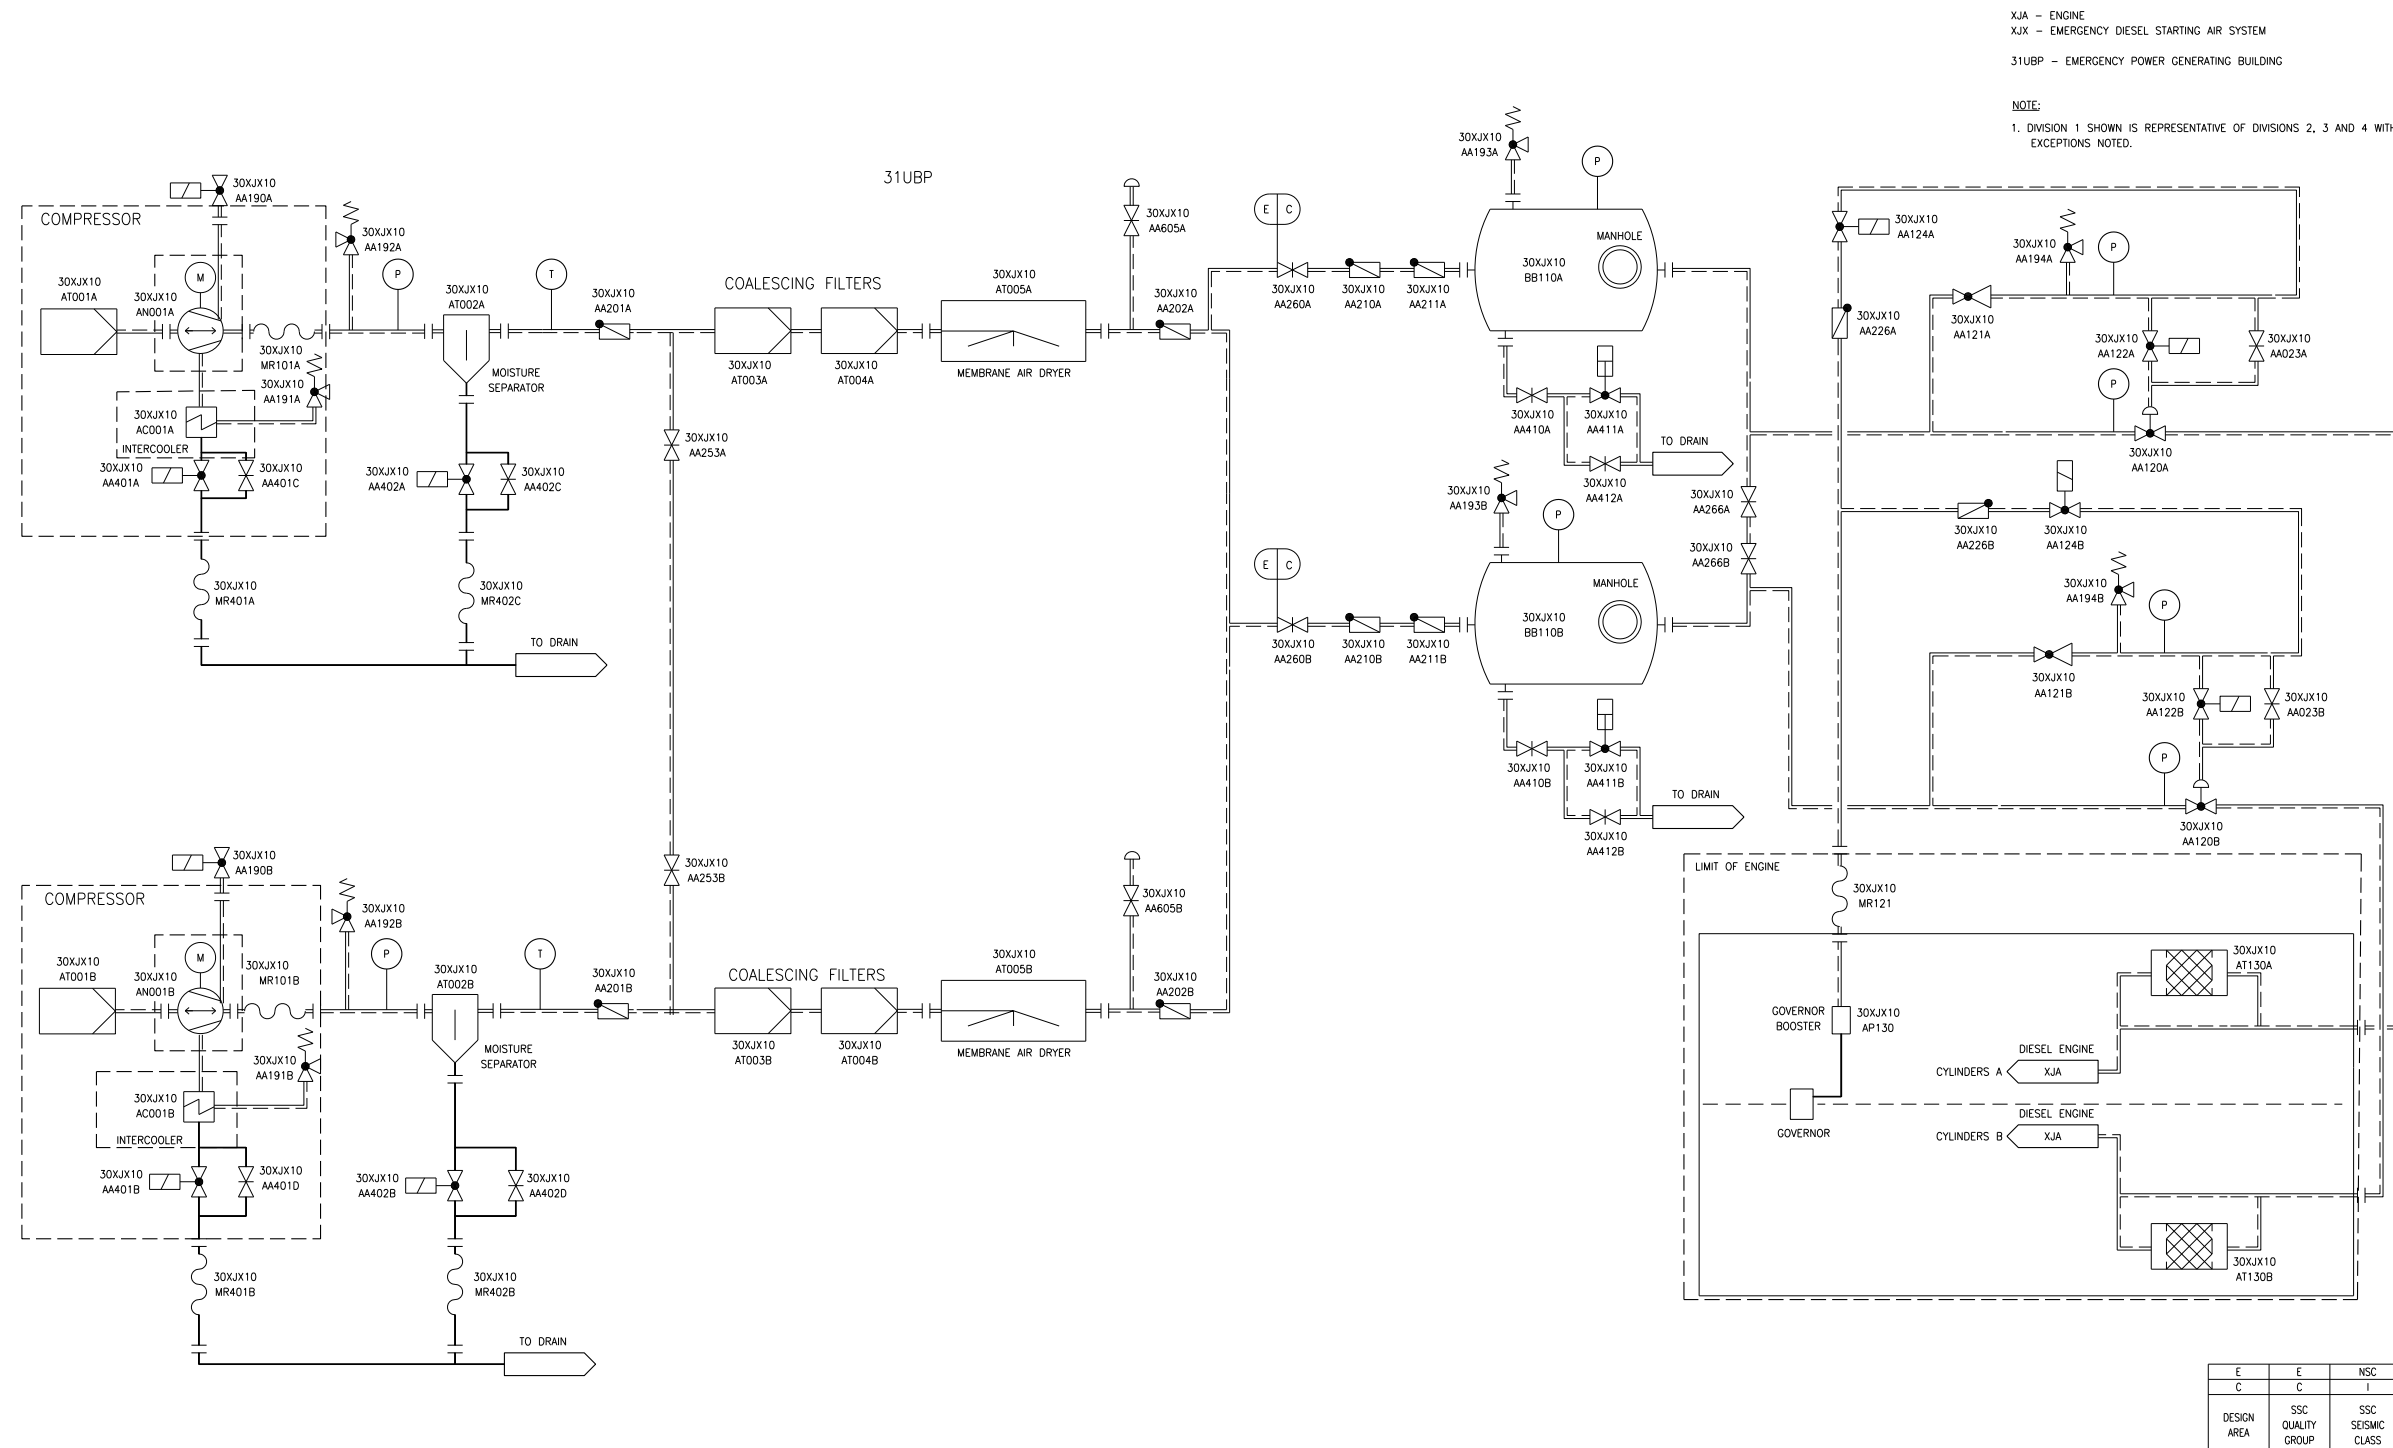 XJA - ENGINE
XJX - EMERGENCY DIESEL STARTING AIR SYSTEM
31UBP - EMERGENCY POWER GENERATING BUILDING
NOTE:
1. DIVISION 1 SHOWN IS REPRESENTATIVE OF DIVISIONS 2, 3 AND 4 WITH
EXCEPTIONS NOTED.
31UBP
COMPRESSOR
30XJX10
AA190A
30XJX10
AT001A
30XJX10
AN001A
M
30XJX10
MR101A
30XJX10
AA191A
30XJX10
AC001A
INTERCOOLER
30XJX10
AA401A
30XJX10
AA401C
30XJX10
MR401A
30XJX10
AA192A
P
30XJX10
AT002A
MOISTURE
SEPARATOR
30XJX10
AA402A
30XJX10
AA402C
30XJX10
MR402C
TO DRAIN
T
30XJX10
AA201A
30XJX10
AA253A
COALESCING FILTERS
30XJX10
AT003A
30XJX10
AT004A
30XJX10
AT005A
MEMBRANE AIR DRYER
30XJX10
AA605A
30XJX10
AA202A
E C
30XJX10
AA260A
30XJX10
AA210A
30XJX10
AA211A
30XJX10
AA193A
P
MANHOLE
30XJX10
BB110A
30XJX10
AA410A
30XJX10
AA411A
30XJX10
AA412A
TO DRAIN
30XJX10
AA266A
30XJX10
AA266B
E C
30XJX10
AA260B
30XJX10
AA210B
30XJX10
AA211B
30XJX10
AA193B
P
MANHOLE
30XJX10
BB110B
30XJX10
AA410B
30XJX10
AA411B
30XJX10
AA412B
TO DRAIN
30XJX10
AA124A
30XJX10
AA226A
30XJX10
AA194A
P
30XJX10
AA121A
30XJX10
AA122A
30XJX10
AA023A
P
30XJX10
AA120A
30XJX10
AA226B
30XJX10
AA124B
30XJX10
AA194B
P
30XJX10
AA121B
30XJX10
AA122B
30XJX10
AA023B
P
30XJX10
AA120B
COMPRESSOR
30XJX10
AA190B
30XJX10
AT001B
30XJX10
AN001B
M
30XJX10
MR101B
30XJX10
AA191B
30XJX10
AC001B
INTERCOOLER
30XJX10
AA401B
30XJX10
AA401D
30XJX10
MR401B
30XJX10
AA192B
P
30XJX10
AT002B
MOISTURE
SEPARATOR
30XJX10
AA402B
30XJX10
AA402D
30XJX10
MR402B
TO DRAIN
T
30XJX10
AA201B
30XJX10
AA253B
COALESCING FILTERS
30XJX10
AT003B
30XJX10
AT004B
30XJX10
AT005B
MEMBRANE AIR DRYER
30XJX10
AA605B
30XJX10
AA202B
LIMIT OF ENGINE
30XJX10
MR121
GOVERNOR
BOOSTER
30XJX10
AP130
GOVERNOR
30XJX10
AT130A
DIESEL ENGINE
CYLINDERS A
XJA
DIESEL ENGINE
CYLINDERS B
XJA
30XJX10
AT130B
E E NSC
C C I
DESIGN
AREA
SSC
QUALITY
GROUP
SSC
SEISMIC
CLASS